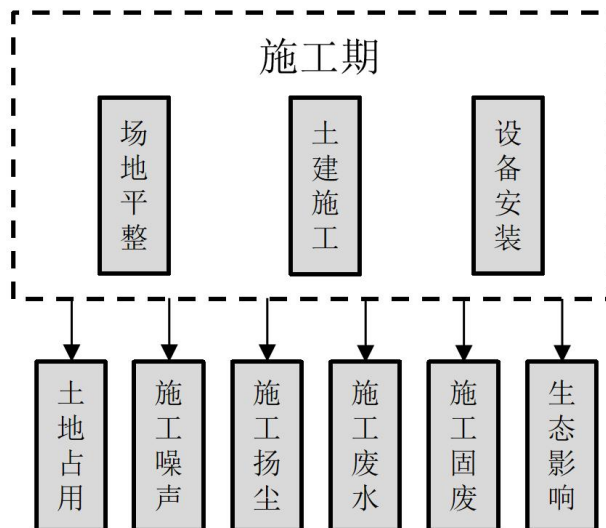 施工期
场地平整
土建施工
设备安装
土地占用
施工噪声
施工扬尘
施工废水
施工固废
生态影响